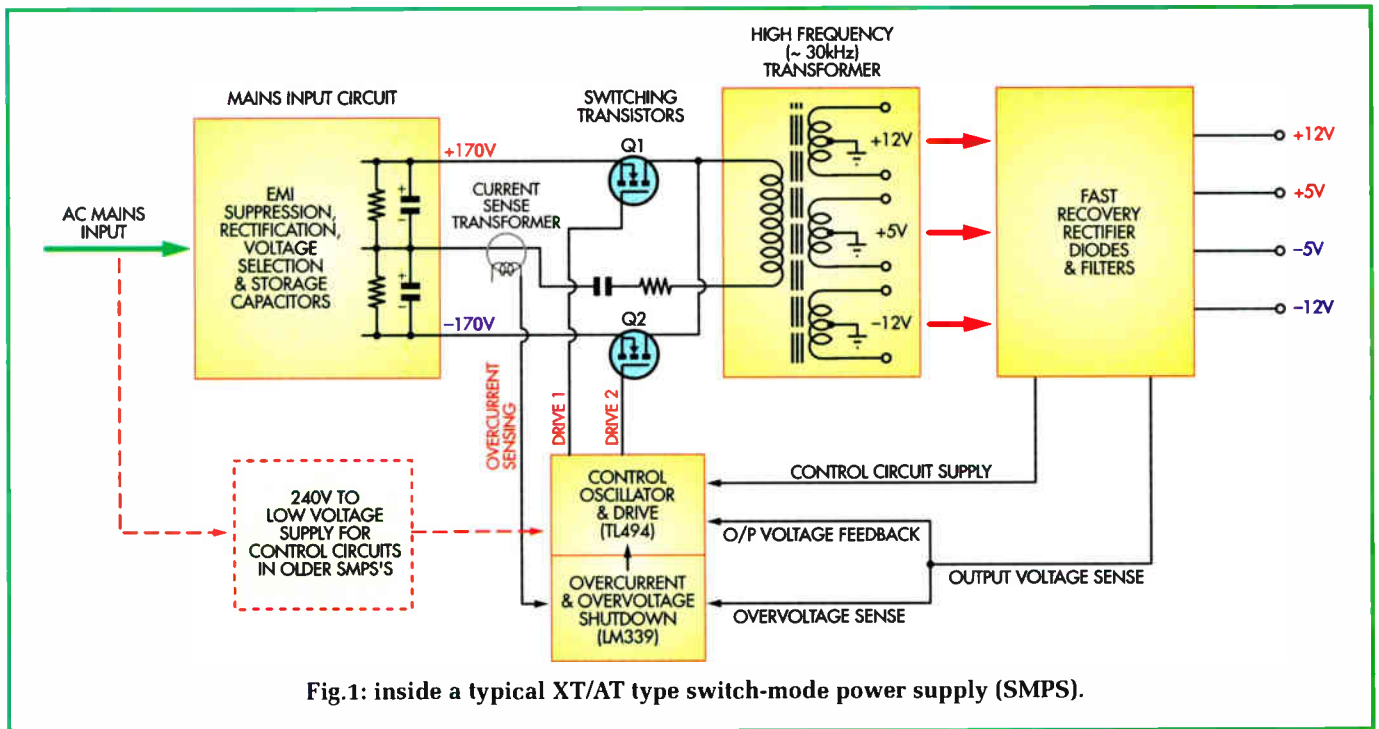 HIGH FREQUENCY
(~ 30kHz)
TRANSFORMER
MAINS INPUT CIRCUIT
SWITCHING
TRANSISTORS
+170V
Q1
EMI
SUPPRESSION,
RECTIFICATION,
VOLTAGE
SELECTION
& STORAGE
CAPACITORS
CURRENT
SENSE
TRANSFORMER
AC MAINS
INPUT
+12V
+5V
−12V
FAST
RECOVERY
RECTIFIER
DIODES
& FILTERS
+12V
+5V
−5V
−12V
−170V
Q2
OVERCURRENT
SENSING
DRIVE 1
DRIVE 2
240V TO
LOW VOLTAGE
SUPPLY FOR
CONTROL CIRCUITS
IN OLDER SMPS'S
CONTROL
OSCILLATOR
& DRIVE
(TL494)
OVERCURRENT
& OVERVOLTAGE
SHUTDOWN
(LM339)
CONTROL CIRCUIT SUPPLY
O/P VOLTAGE FEEDBACK
OUTPUT VOLTAGE SENSE
OVERVOLTAGE SENSE
Fig.1: inside a typical XT/AT type switch-mode power supply (SMPS).